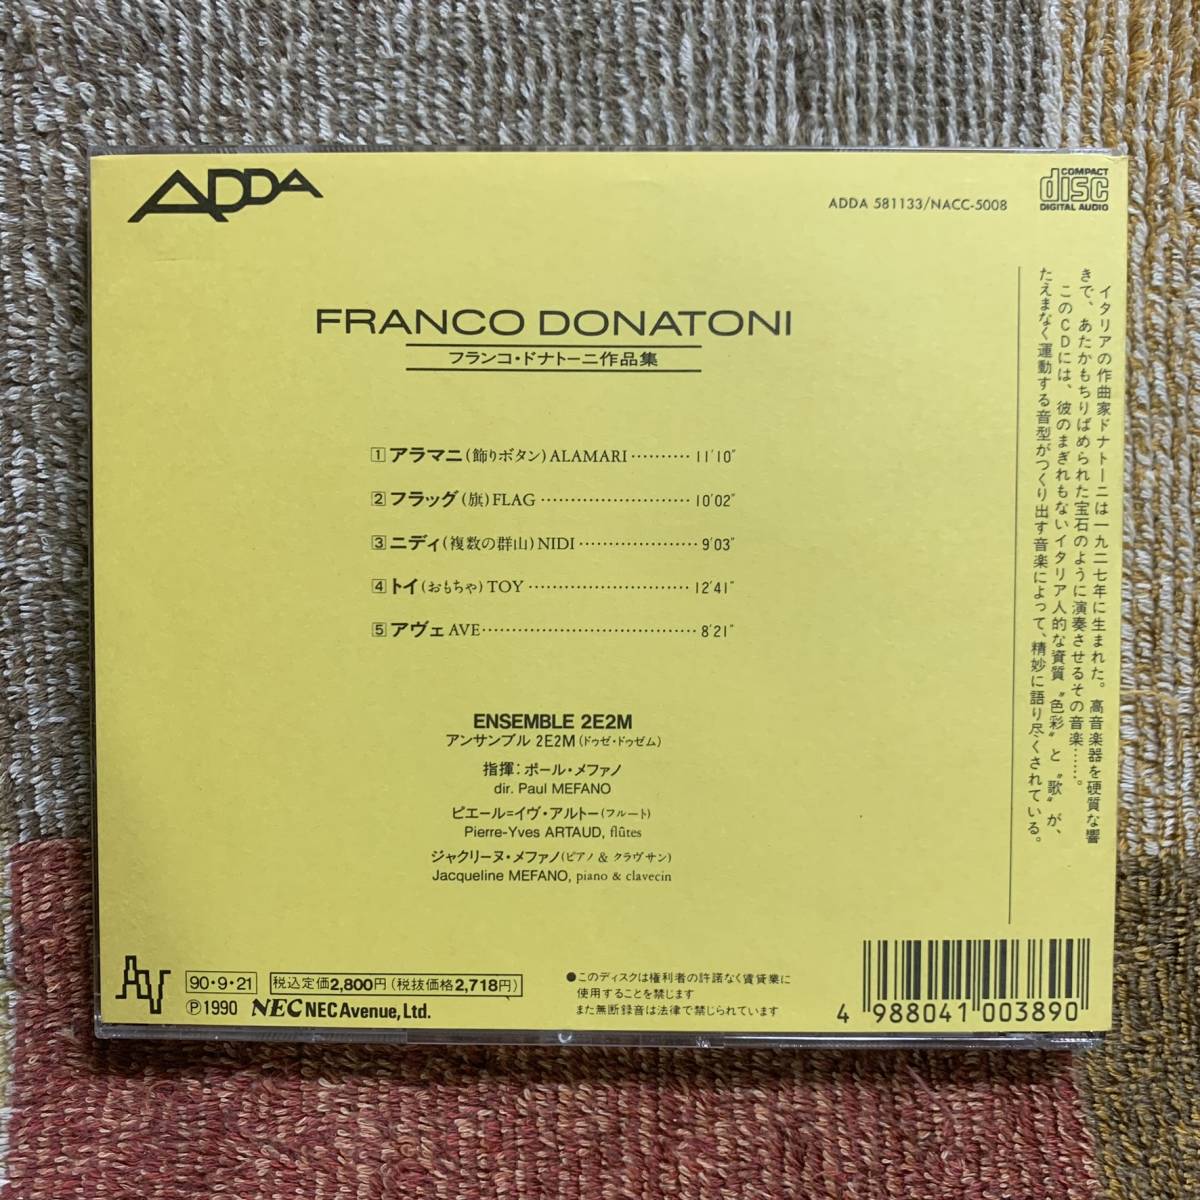 ADDA
ADDA 581133/NACC-5008
COMPACT
disc
DIGITAL AUDIO
FRANCO DONATONI
フランコ・ドナトーニ作品集
1 アラマニ(飾りボタン) ALAMARI ·········· 11′10″
2 フラッグ(旗) FLAG ························· 10′02″
3 ニディ(複数の群山) NIDI ···················· 9′03″
4 トイ(おもちゃ) TOY ··························· 12′41″
5 アヴェ AVE ···································· 8′21″
ENSEMBLE 2E2M
アンサンブル 2E2M(ドゥゼ・ドゥゼム)
指揮：ポール・メファノ
dir. Paul MEFANO
ピエール=イヴ・アルトー(フルート)
Pierre-Yves ARTAUD, flûtes
ジャクリーヌ・メファノ(ピアノ & クラヴサン)
Jacqueline MEFANO, piano & clavecin
イタリアの作曲家ドナトーニは一九二七年に生まれた。高音楽器を硬質な響
きで、あたかもちりばめられた宝石のように演奏させるその音楽……。
このCDには、彼のまぎれもないイタリア人的な資質〝色彩〟と〝歌〟が、
たえまなく運動する音型がつくり出す音楽によって、精妙に語り尽くされている。
AV
90・9・21 税込定価2,800円(税抜価格2,718円)
Ⓟ1990 NEC NEC Avenue, Ltd.
●このディスクは権利者の許諾なく賃貸業に
使用することを禁じます
また無断録音は法律で禁じられています
4 988041 003890